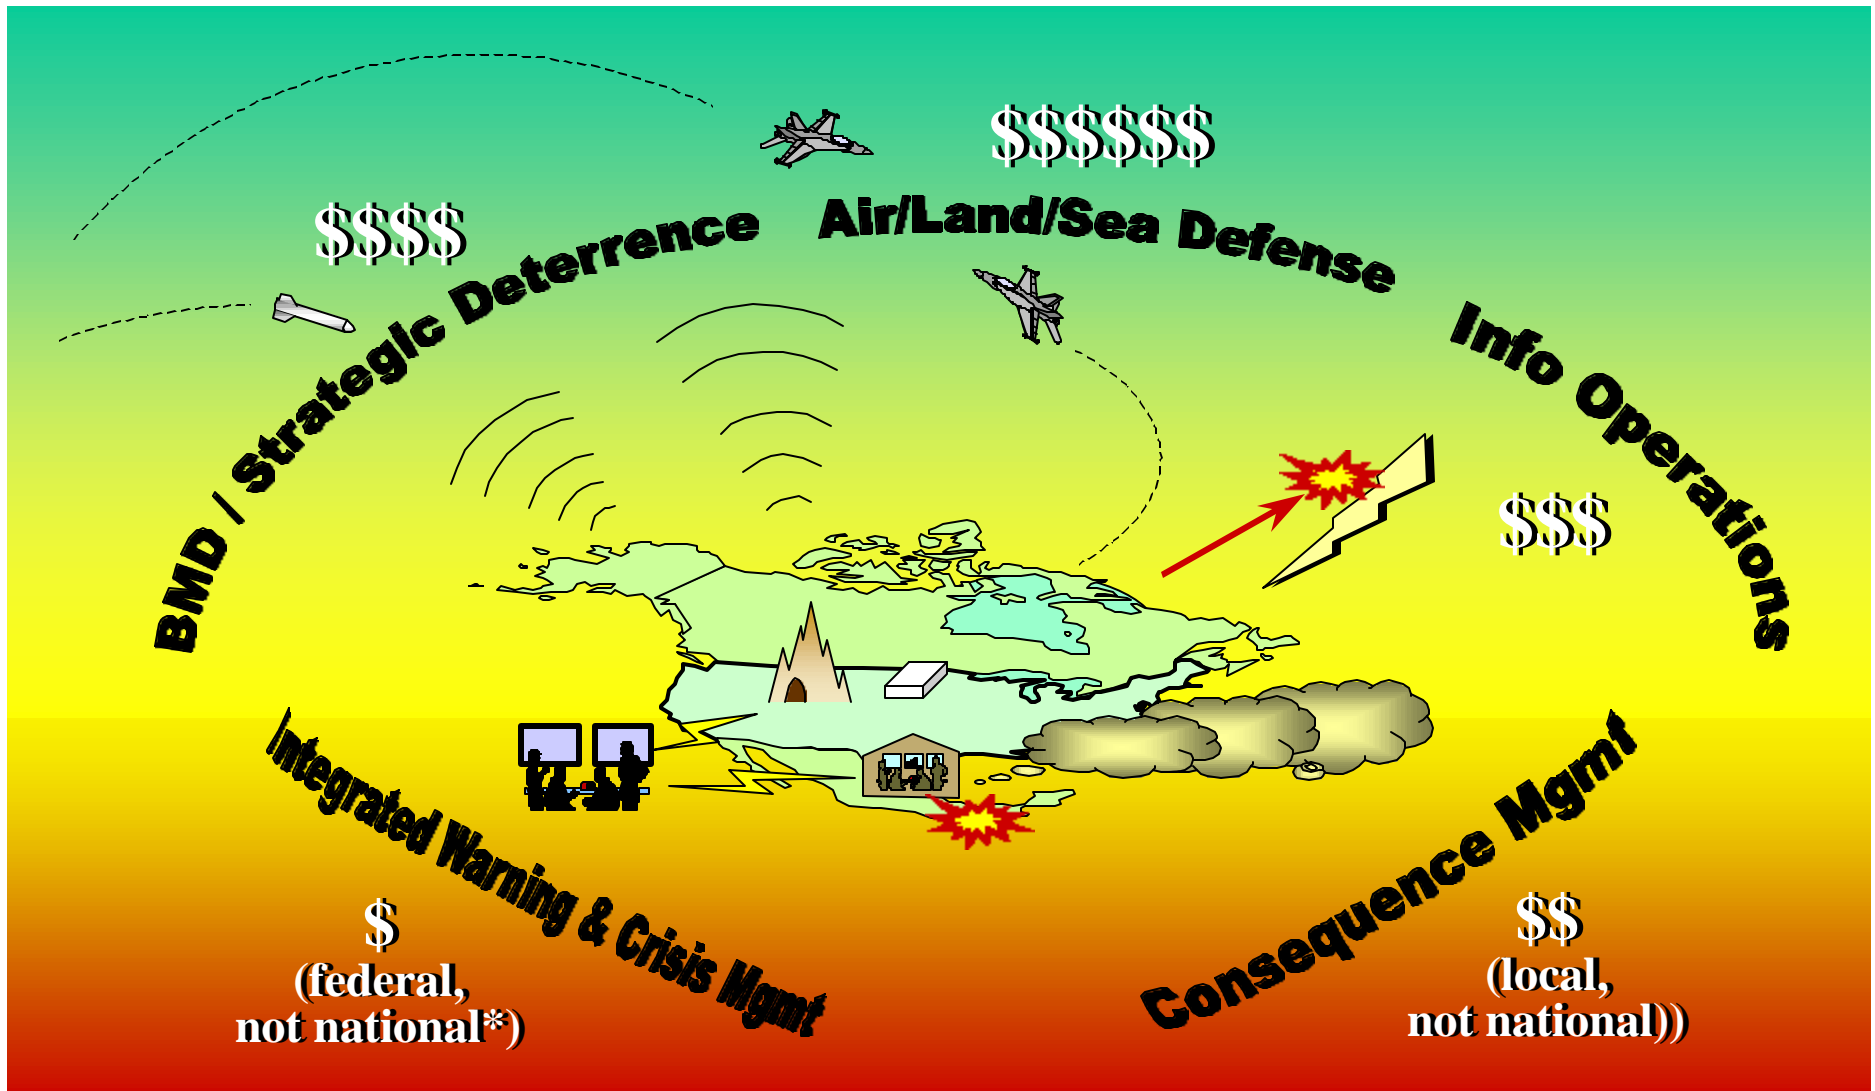 $$$$$$
$$$$
BMD / Strategic Deterrence
Air/Land/Sea Defense
Info Operations
$$$
Integrated Warning & Crisis Mgmt
Consequence Mgmt
$
(federal,
not national*)
$$
(local,
not national))